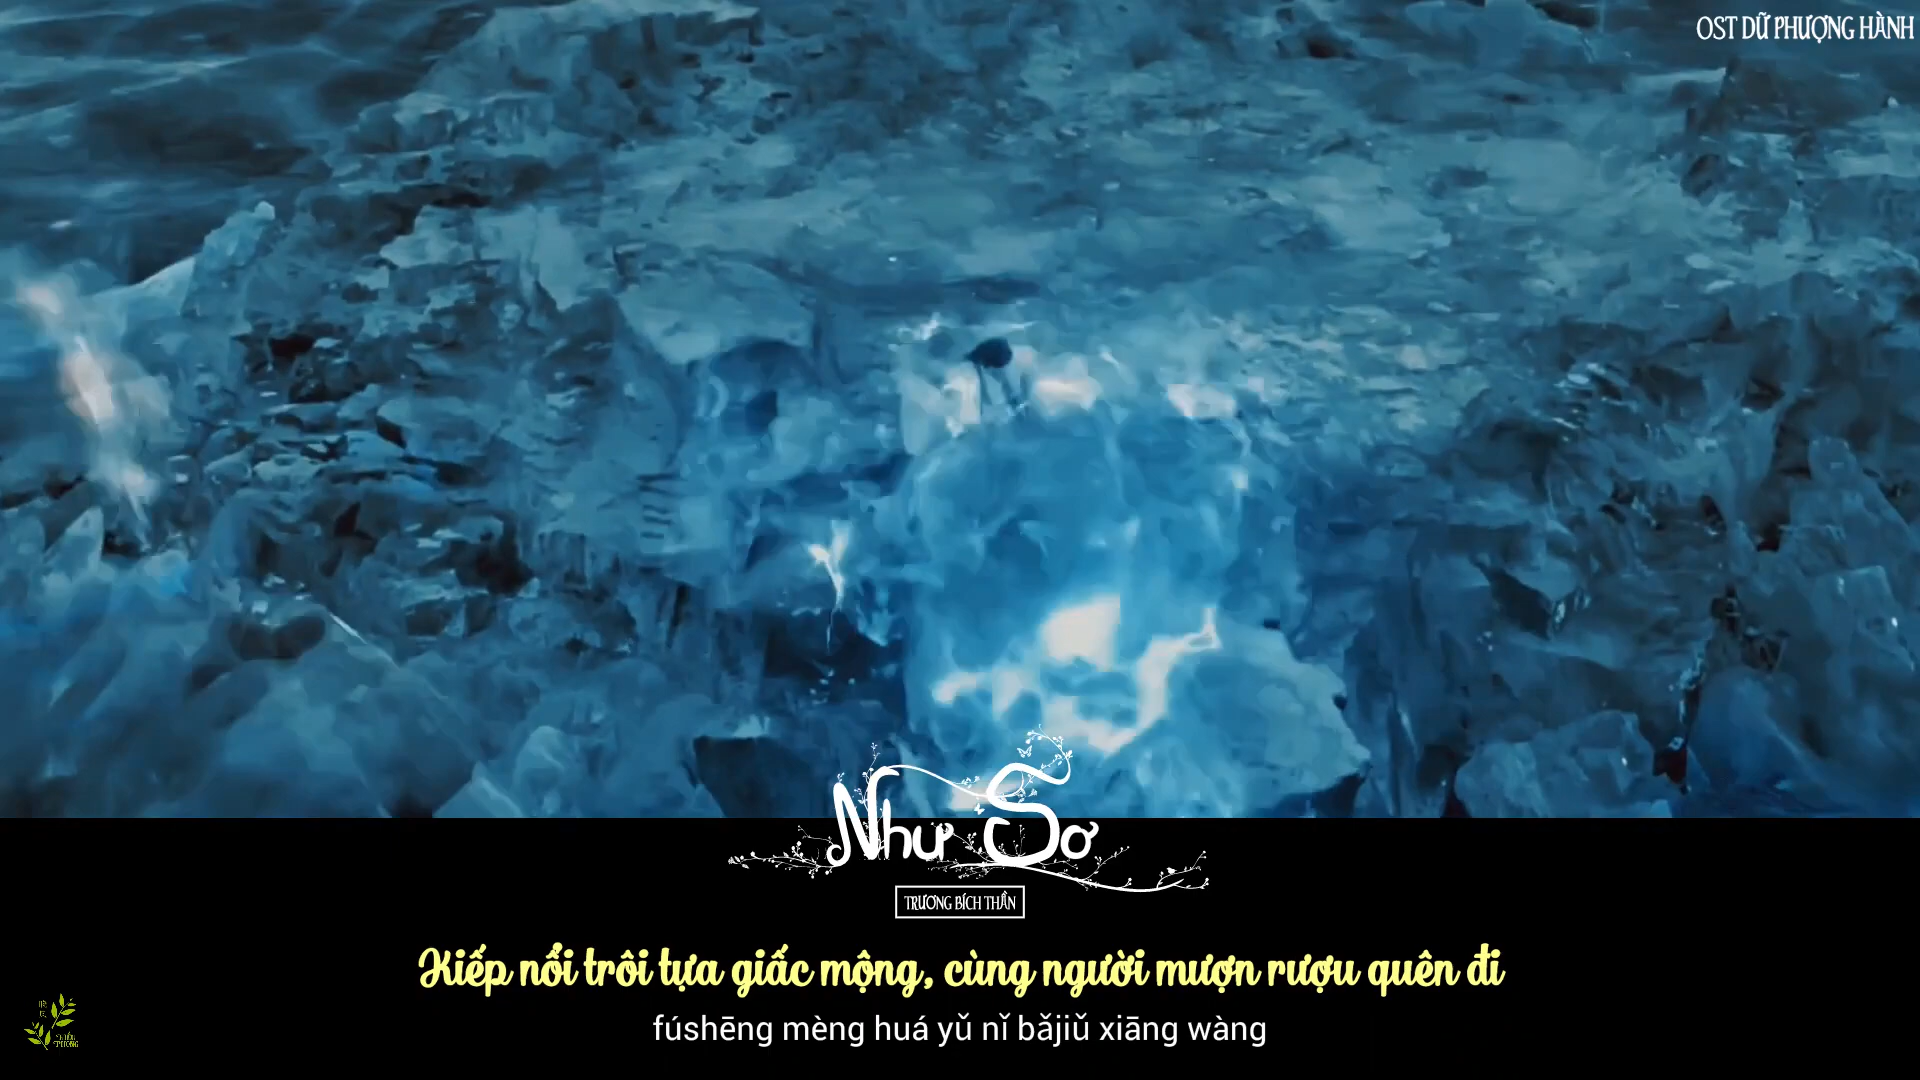 OST DỮ PHƯỢNG HÀNH
Như Sơ
TRƯƠNG BÍCH THẦN
Kiếp nổi trôi tựa giấc mộng, cùng người mượn rượu quên đi
fúshēng mèng huá yǔ nǐ bǎjiǔ xiāng wàng